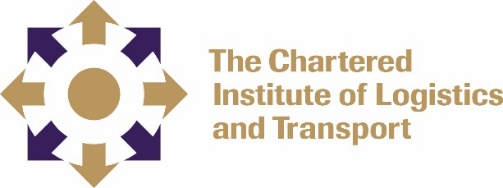 The Chartered
Institute of Logistics
and Transport